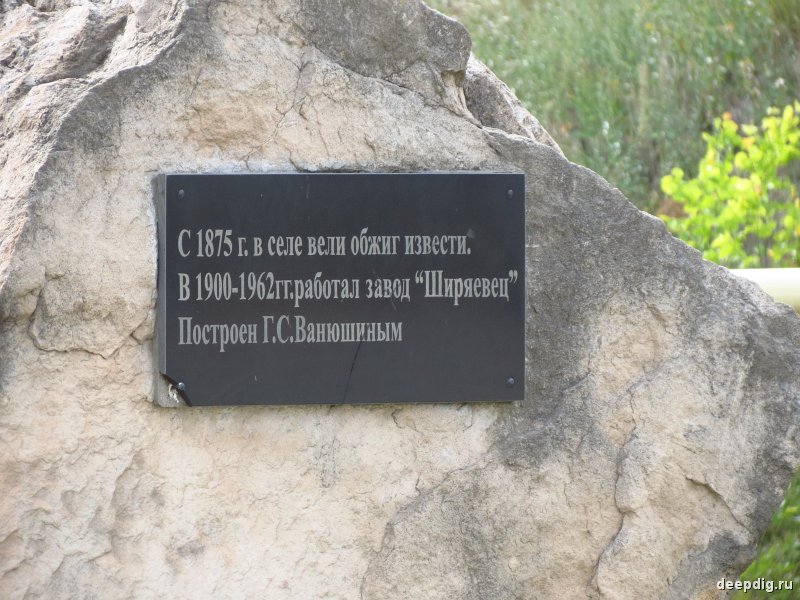 С 1875 г. в селе вели обжиг извести.
В 1900-1962гг.работал завод “Ширяевец”
Построен Г.С.Ванюшиным
deepdig.ru